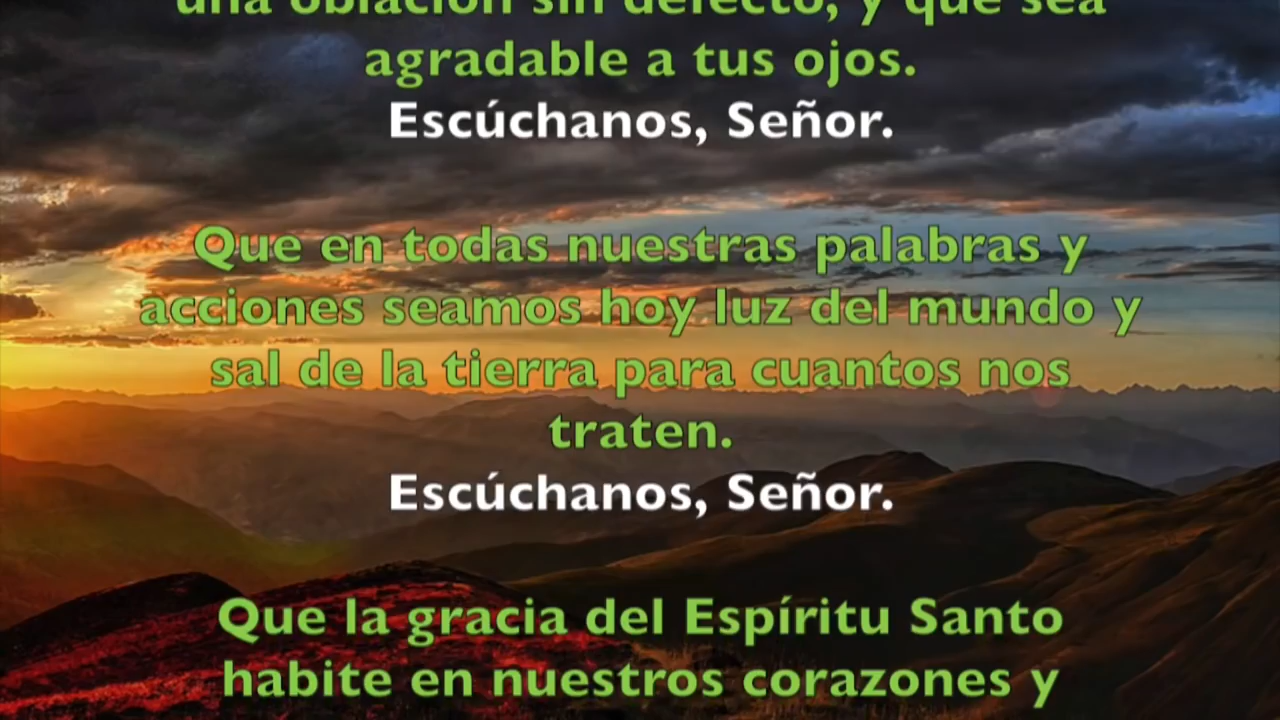 una oblación sin defecto, y que sea
agradable a tus ojos.
Escúchanos, Señor.
Que en todas nuestras palabras y
acciones seamos hoy luz del mundo y
sal de la tierra para cuantos nos
traten.
Escúchanos, Señor.
Que la gracia del Espíritu Santo
habite en nuestros corazones y